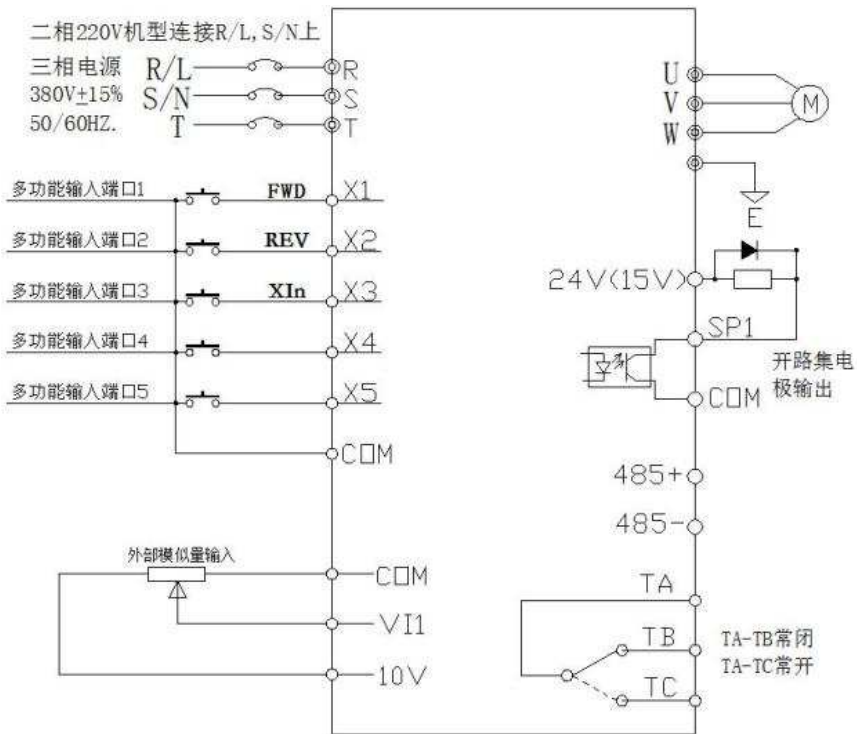 二相220V机型连接R/L,S/N上
三相电源 R/L R
380V±15% S/N S
50/60HZ. T T
U
V
W
M
E
多功能输入端口1 FWD X1
多功能输入端口2 REV X2
多功能输入端口3 XIn X3
多功能输入端口4 X4
多功能输入端口5 X5
COM
外部模似量输入
COM
VI1
10V
24V(15V)
SP1
开路集电
极输出
COM
485+
485-
TA
TB
TC
TA-TB常闭
TA-TC常开